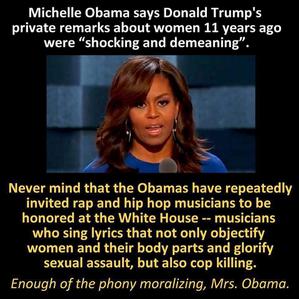 Michelle Obama says Donald Trump's
private remarks about women 11 years ago
were “shocking and demeaning”.
Never mind that the Obamas have repeatedly
invited rap and hip hop musicians to be
honored at the White House -- musicians
who sing lyrics that not only objectify
women and their body parts and glorify
sexual assault, but also cop killing.
Enough of the phony moralizing, Mrs. Obama.